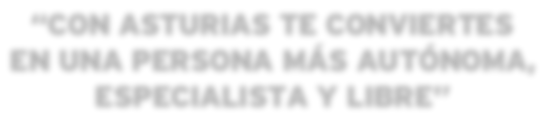 “CON ASTURIAS TE CONVIERTES
EN UNA PERSONA MÁS AUTÓNOMA,
ESPECIALISTA Y LIBRE”